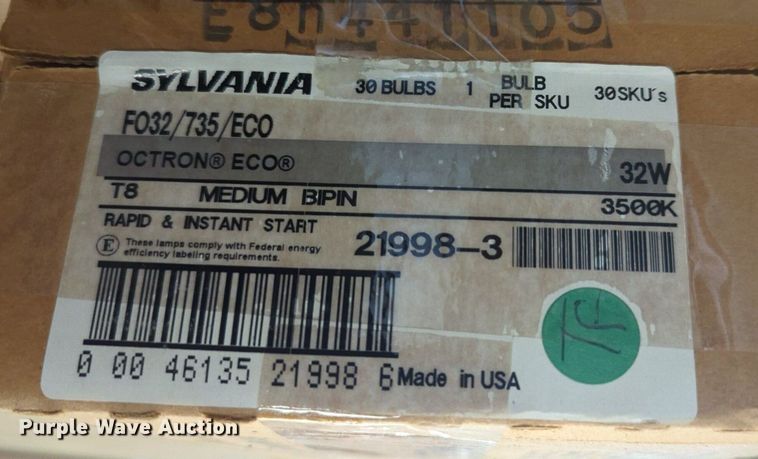 SYLVANIA 30 BULBS 1 BULB PER SKU 30SKU's
FO32/735/ECO
OCTRON® ECO® 32W
T8 MEDIUM BIPIN 3500K
RAPID & INSTANT START
E These lamps comply with Federal energy
efficiency labeling requirements.
21998-3
0 00 46135 21998 6 Made in USA
TF
Purple Wave Auction